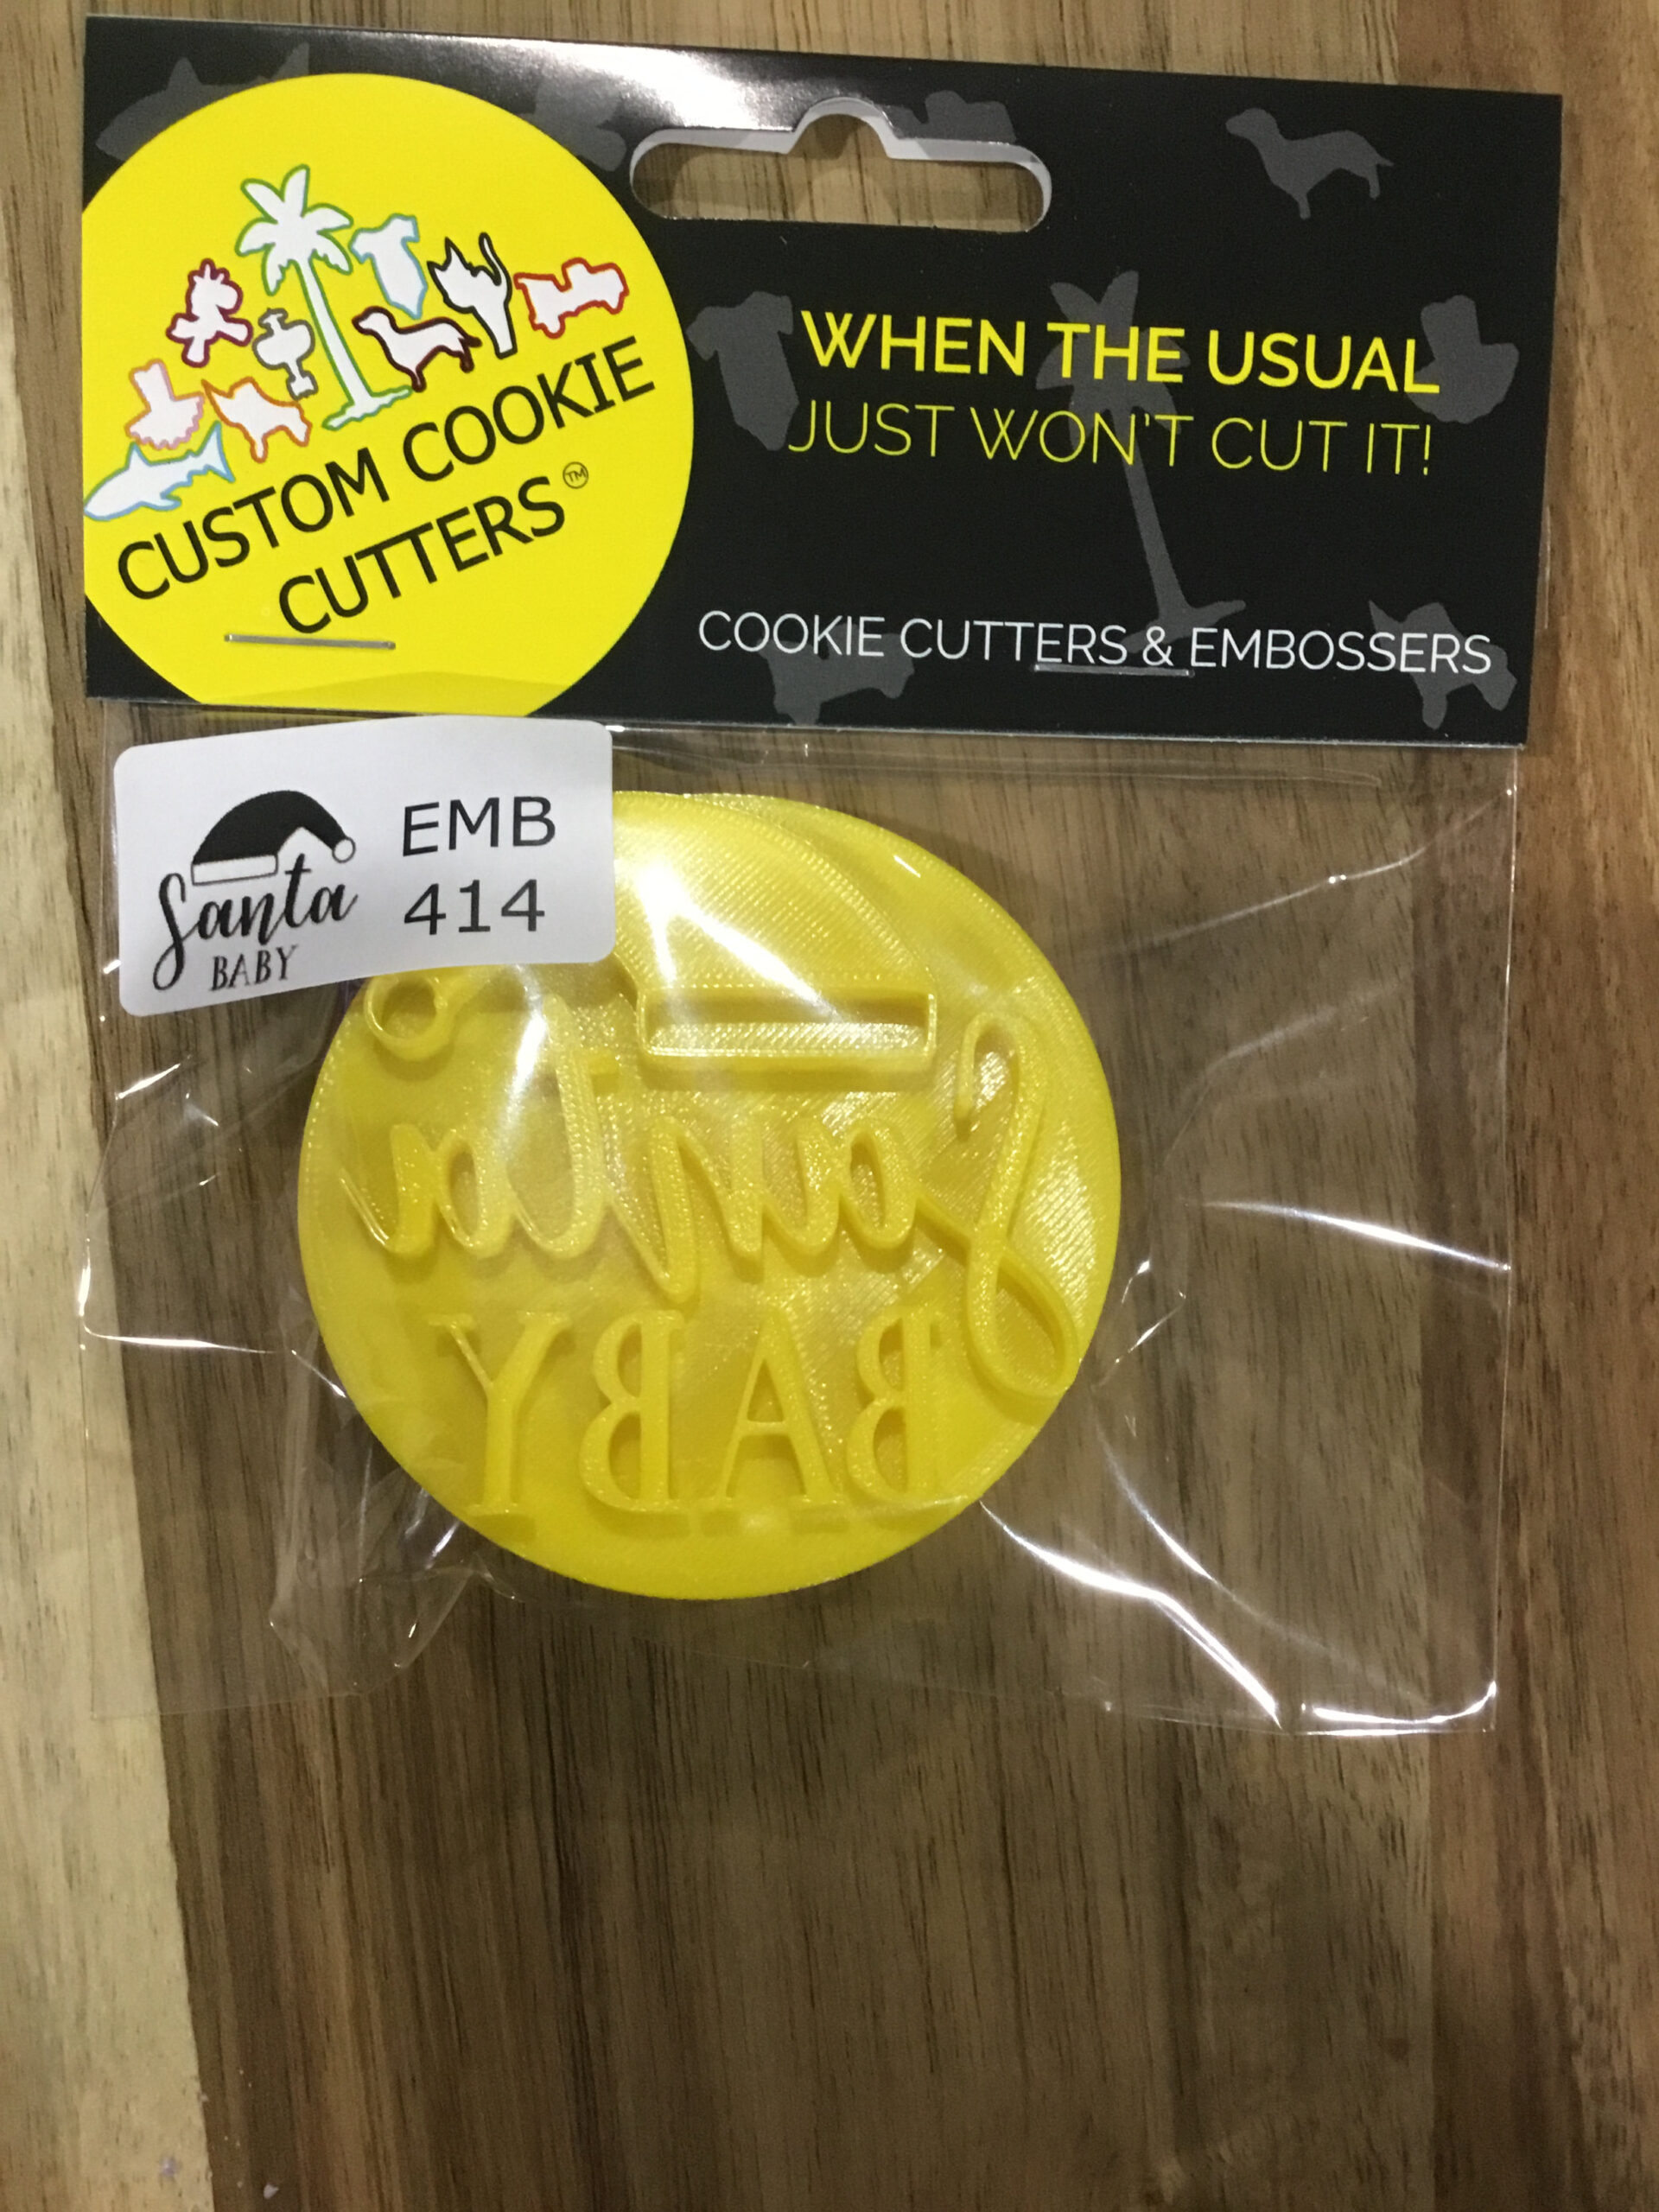 CUSTOM COOKIE
CUTTERS™
WHEN THE USUAL
JUST WON'T CUT IT!
COOKIE CUTTERS & EMBOSSERS
Santa
BABY
EMB
414
Santa
BABY